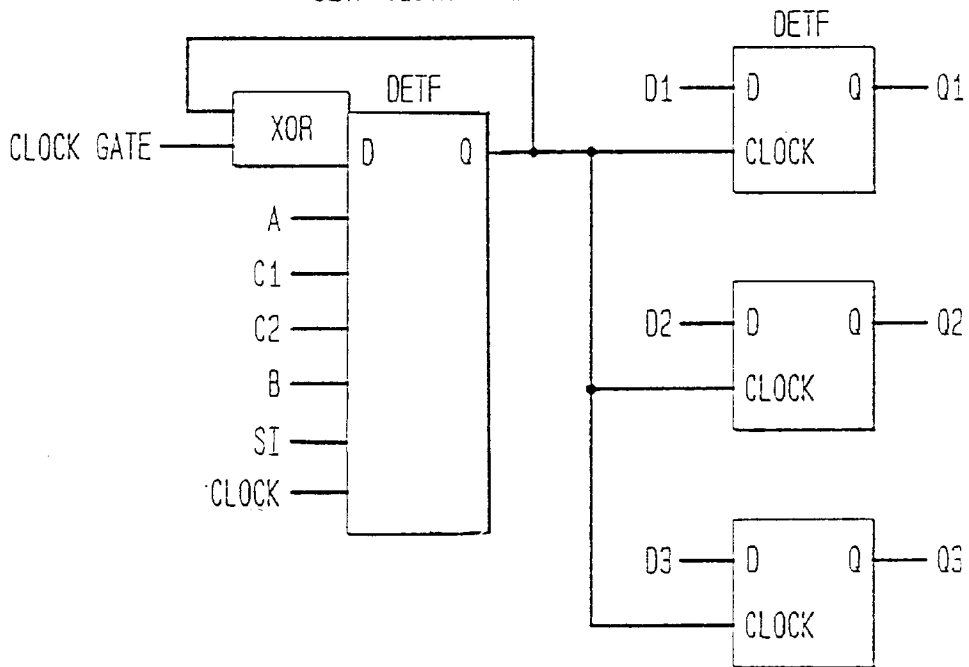 DETF
D1
D
Q
Q1
CLOCK
DETF
XOR
CLOCK GATE
D
Q
A
C1
C2
B
SI
CLOCK
D2
D
Q
Q2
CLOCK
D3
D
Q
Q3
CLOCK